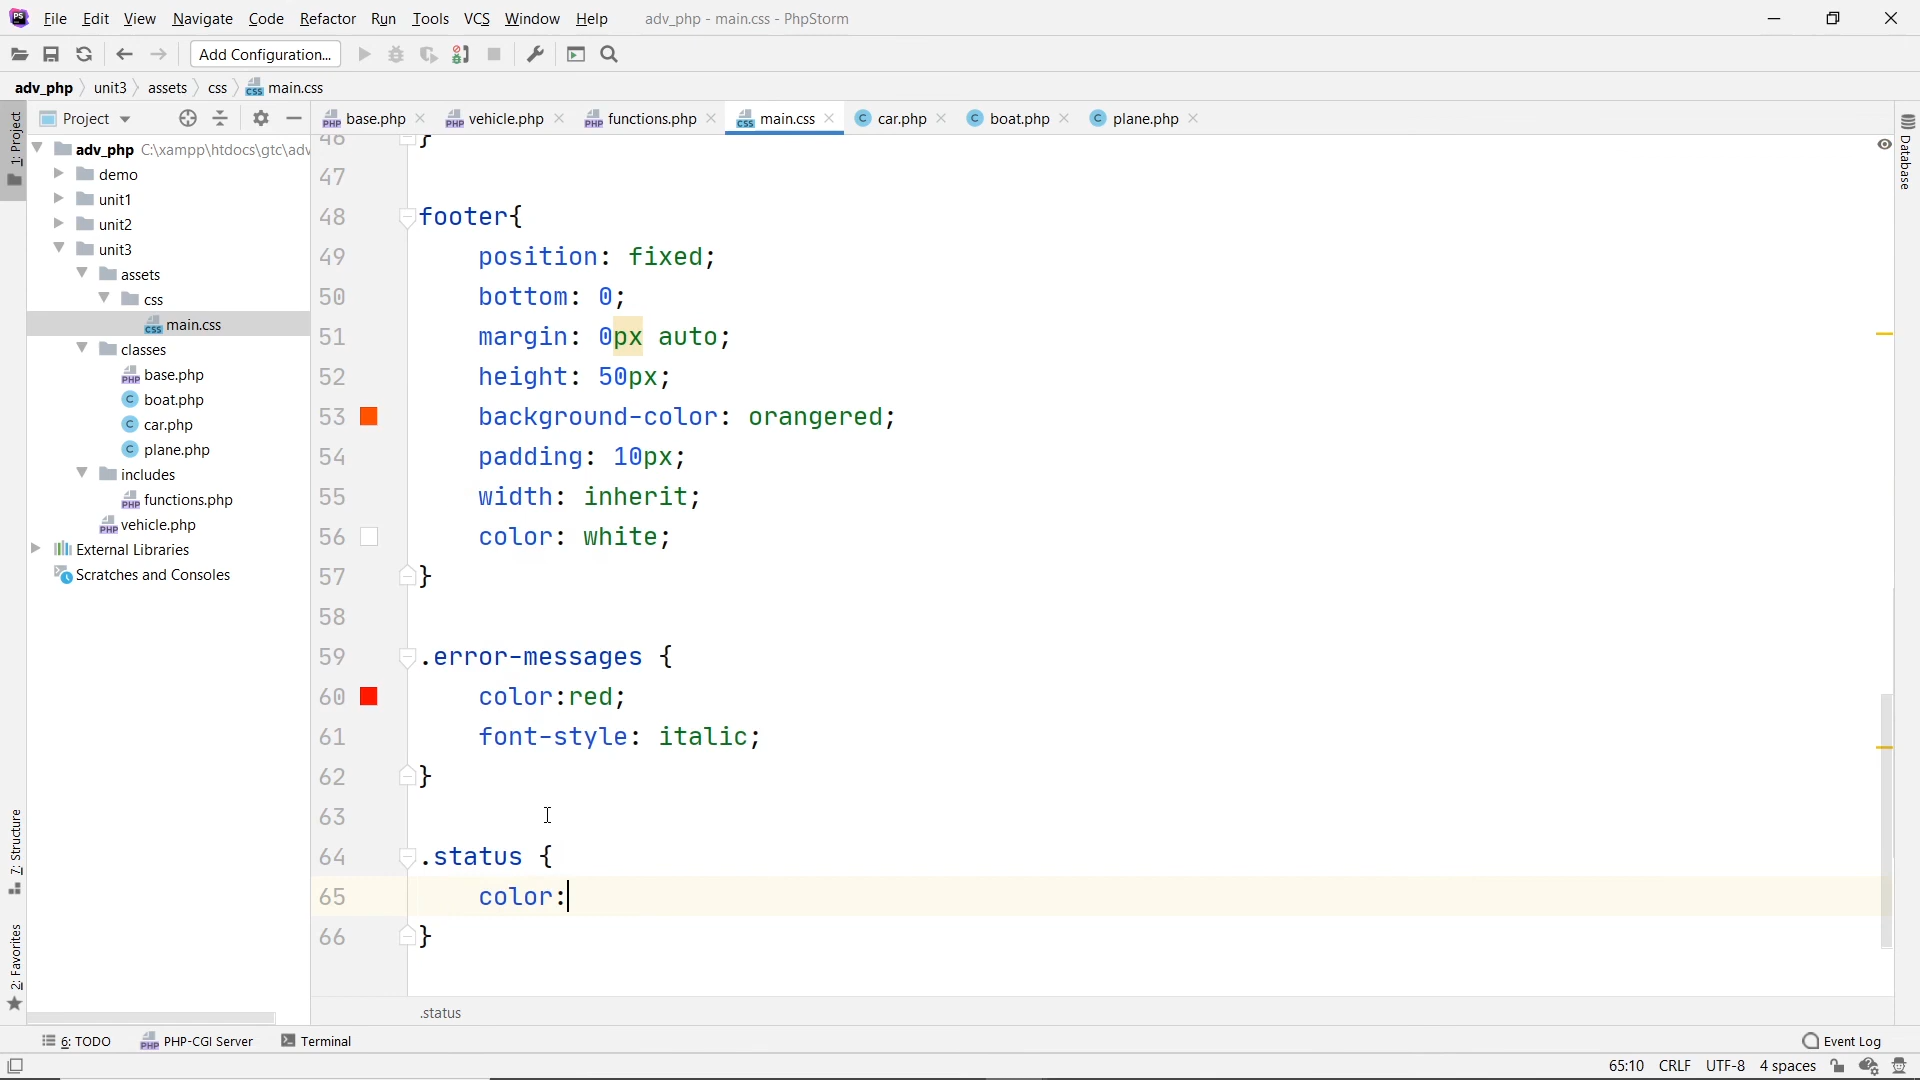 File Edit View Navigate Code Refactor Run Tools VCS Window Help adv_php - main.css - PhpStorm
Add Configuration...
adv_php unit3 assets css main.css
Project
base.php vehicle.php functions.php main.css car.php boat.php plane.php
1: Project
7: Structure
2: Favorites
Database
adv_php C:\xampp\htdocs\gtc\adv
demo
unit1
unit2
unit3
assets
css
main.css
classes
base.php
boat.php
car.php
plane.php
includes
functions.php
vehicle.php
External Libraries
Scratches and Consoles
46 }
47
48 footer{
49 position: fixed;
50 bottom: 0;
51 margin: 0px auto;
52 height: 50px;
53 background-color: orangered;
54 padding: 10px;
55 width: inherit;
56 color: white;
57 }
58
59 .error-messages {
60 color:red;
61 font-style: italic;
62 }
63
64 .status {
65 color:
66 }
.status
6: TODO PHP-CGI Server Terminal Event Log
65:10 CRLF UTF-8 4 spaces